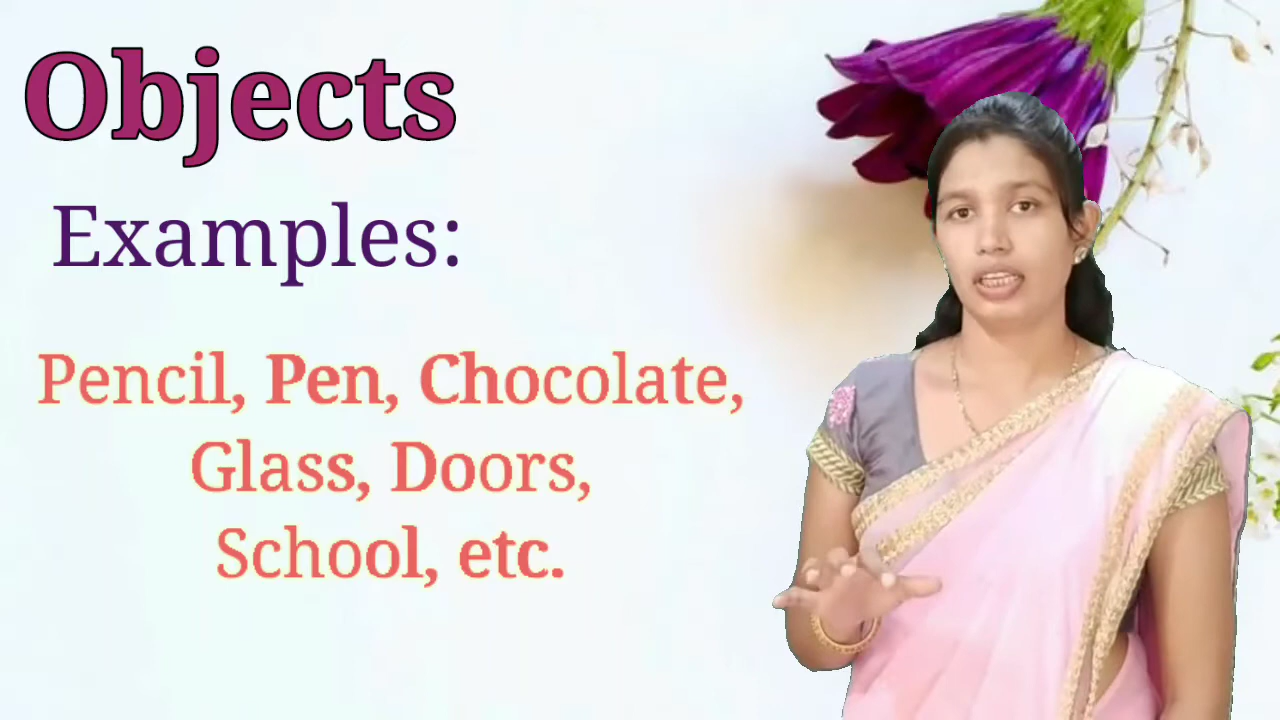 Objects
Examples:
Pencil, Pen, Chocolate,
Glass, Doors,
School, etc.